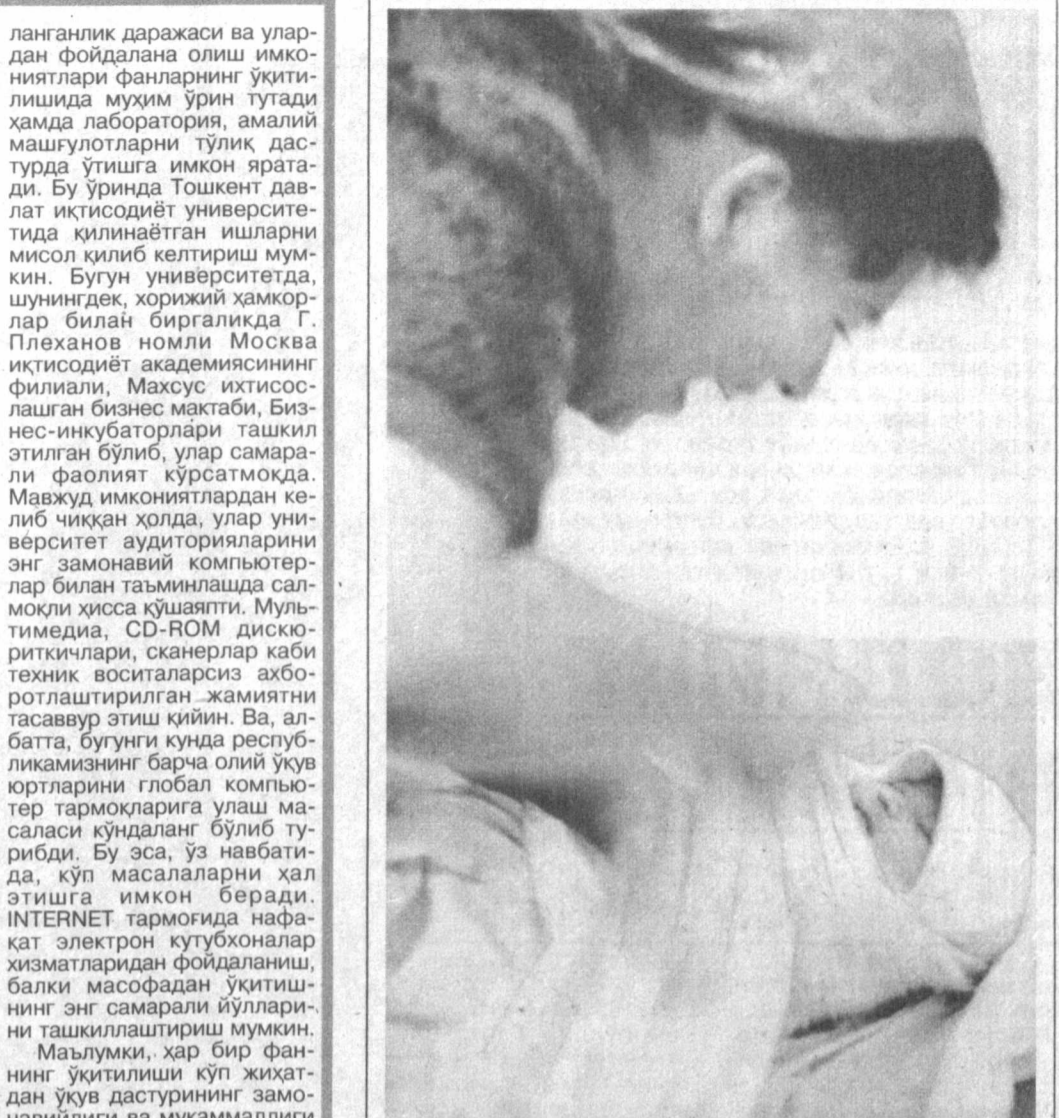 ланганлик даражаси ва улар-
дан фойдалана олиш имко-
ниятлари фанларнинг ўқити-
лишида муҳим ўрин тутади
ҳамда лаборатория, амалий
машғулотларни тўлиқ дас-
турда ўтишга имкон ярата-
ди. Бу ўринда Тошкент дав-
лат иқтисодиёт университе-
тида қилинаётган ишларни
мисол қилиб келтириш мум-
кин. Бугун университетда,
шунингдек, хорижий ҳамкор-
лар билан биргаликда Г.
Плеханов номли Москва
иқтисодиёт академиясининг
филиали, Махсус ихтисос-
лашган бизнес мактаби, Биз-
нес-инкубаторлари ташкил
этилган бўлиб, улар самара-
ли фаолият кўрсатмоқда.
Мавжуд имкониятлардан ке-
либ чиққан ҳолда, улар уни-
верситет аудиторияларини
энг замонавий компьютер-
лар билан таъминлашда сал-
моқли ҳисса қўшаяпти. Муль-
тимедиа, CD-ROM дискю-
риткичлари, сканерлар каби
техник воситаларсиз ахбо-
ротлаштирилган жамиятни
тасаввур этиш қийин. Ва, ал-
батта, бугунги кунда респуб-
ликамизнинг барча олий ўқув
юртларини глобал компью-
тер тармоқларига улаш ма-
саласи кўндаланг бўлиб ту-
рибди. Бу эса, ўз навбати-
да, кўп масалаларни ҳал
этишга имкон беради.
INTERNET тармоғида нафа-
қат электрон кутубхоналар
хизматларидан фойдаланиш,
балки масофадан ўқитиш-
нинг энг самарали йўллари-
ни ташкиллаштириш мумкин.
Маълумки, ҳар бир фан-
нинг ўқитилиши кўп жиҳат-
дан ўқув дастурининг замо-
навийлиги ва мукаммаллиги